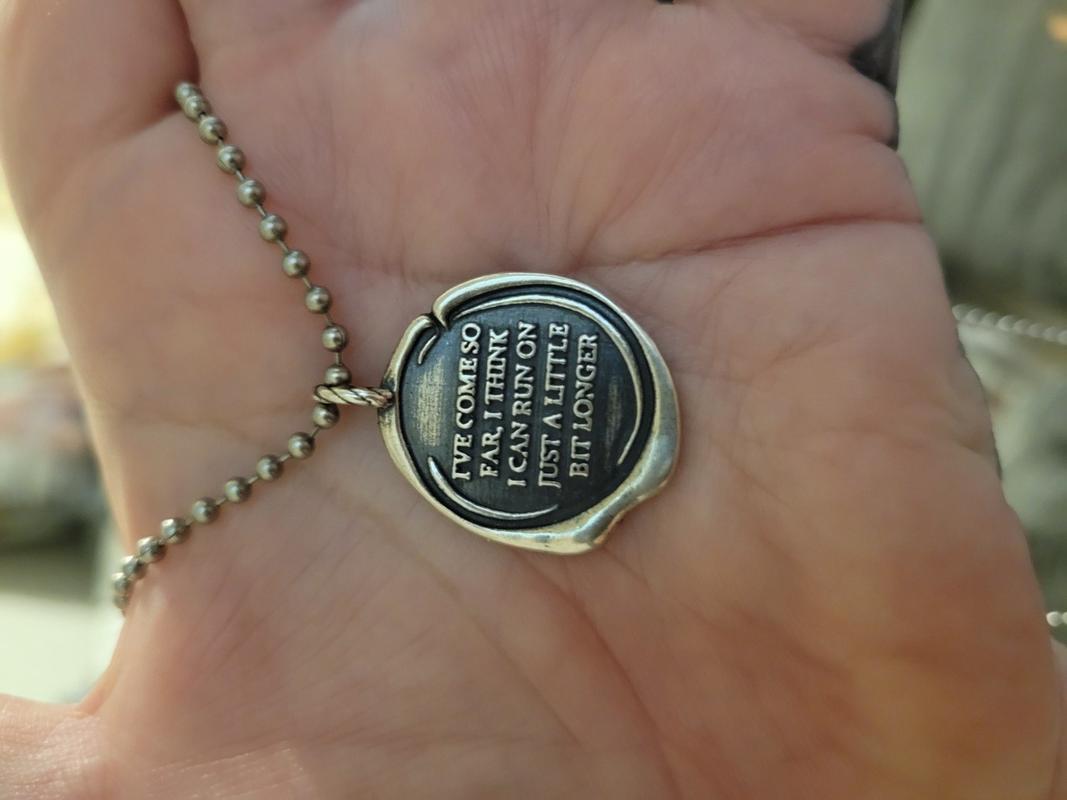 I'VE COME SO
FAR, I THINK
I CAN RUN ON
JUST A LITTLE
BIT LONGER